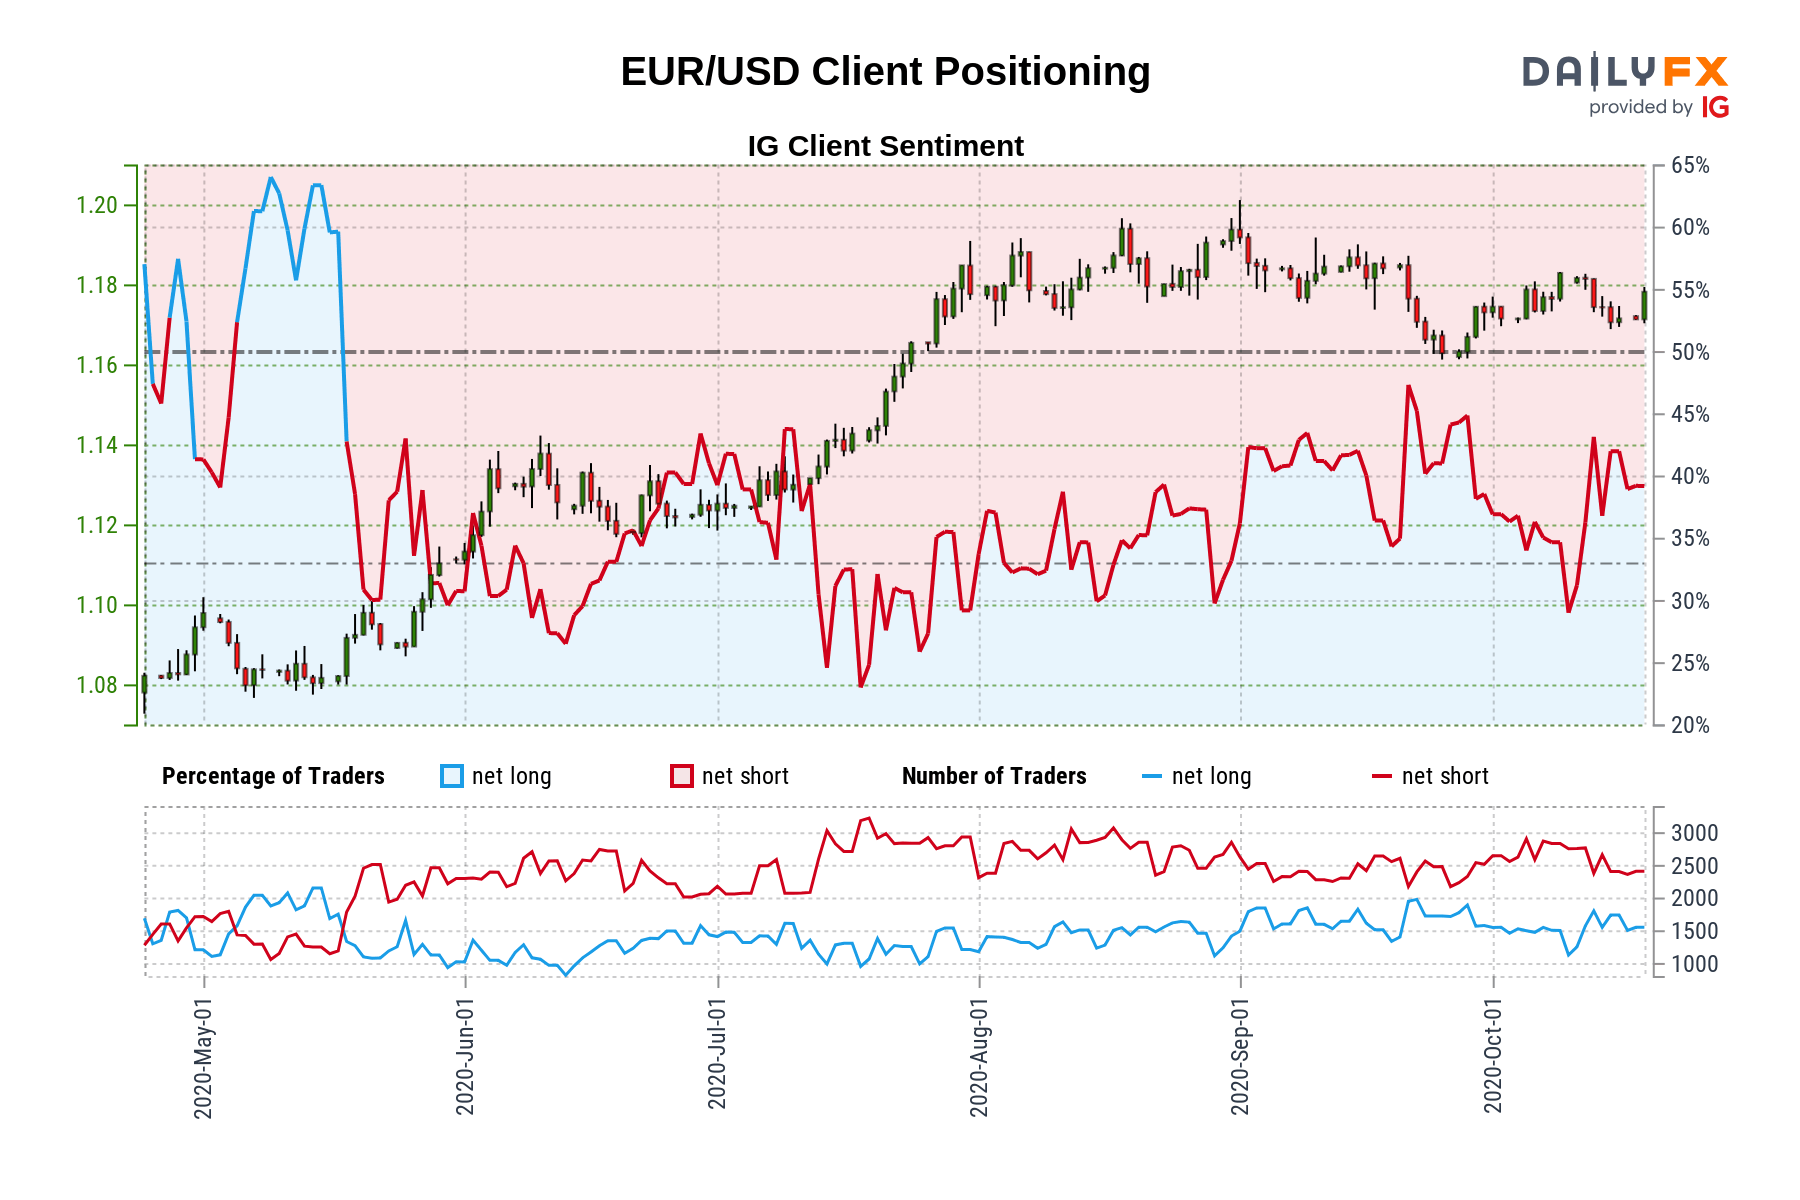 EUR/USD Client Positioning
DAILYFX
provided by IG
IG Client Sentiment
1.20
1.18
1.16
1.14
1.12
1.10
1.08
65%
60%
55%
50%
45%
40%
35%
30%
25%
20%
Percentage of Traders net long net short Number of Traders net long net short
3000
2500
2000
1500
1000
2020-May-01
2020-Jun-01
2020-Jul-01
2020-Aug-01
2020-Sep-01
2020-Oct-01